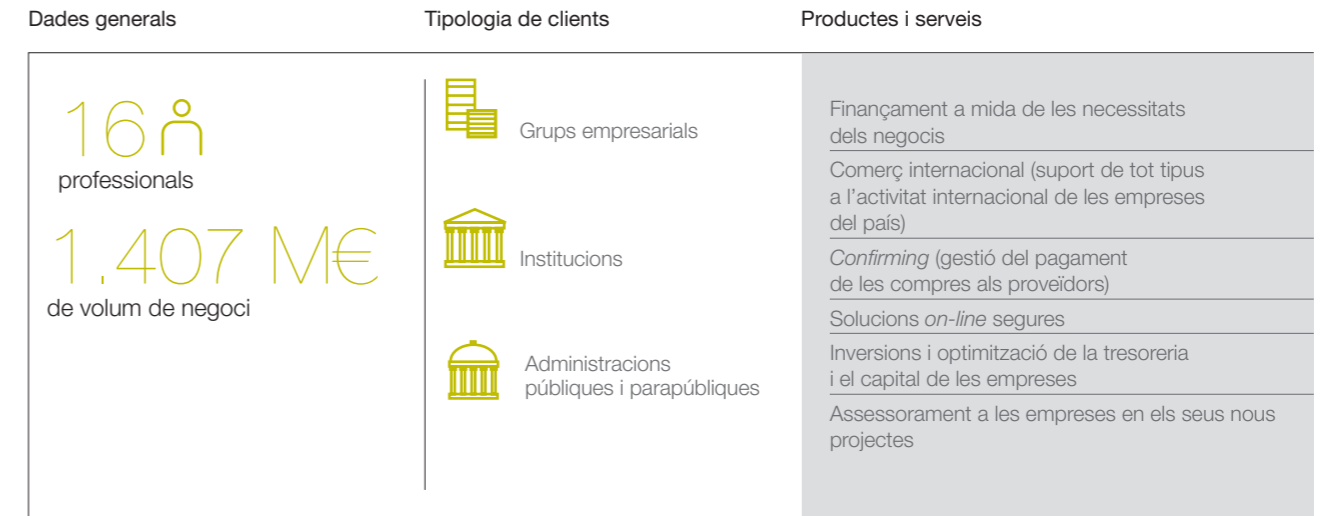 Dades generals
Tipologia de clients
Productes i serveis
16
professionals
1.407 M€
de volum de negoci
Grups empresarials
Institucions
Administracions
públiques i parapúbliques
Finançament a mida de les necessitats
dels negocis
Comerç internacional (suport de tot tipus
a l’activitat internacional de les empreses
del país)
Confirming (gestió del pagament
de les compres als proveïdors)
Solucions on-line segures
Inversions i optimització de la tresoreria
i el capital de les empreses
Assessorament a les empreses en els seus nous
projectes